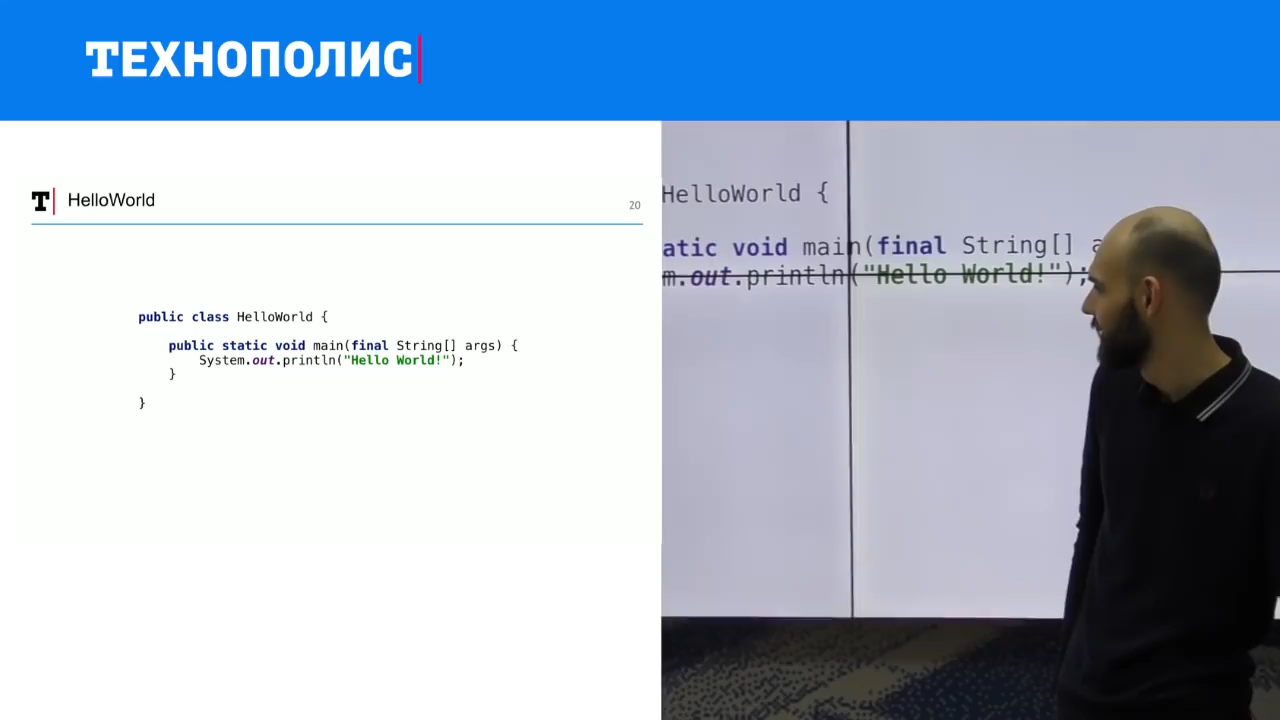 ТЕХНОПОЛИС
T HelloWorld
20
public class HelloWorld {
public static void main(final String[] args) {
System.out.println("Hello World!");
}
}
HelloWorld {
atic void main(final String[] a
m.out.println("Hello World!");